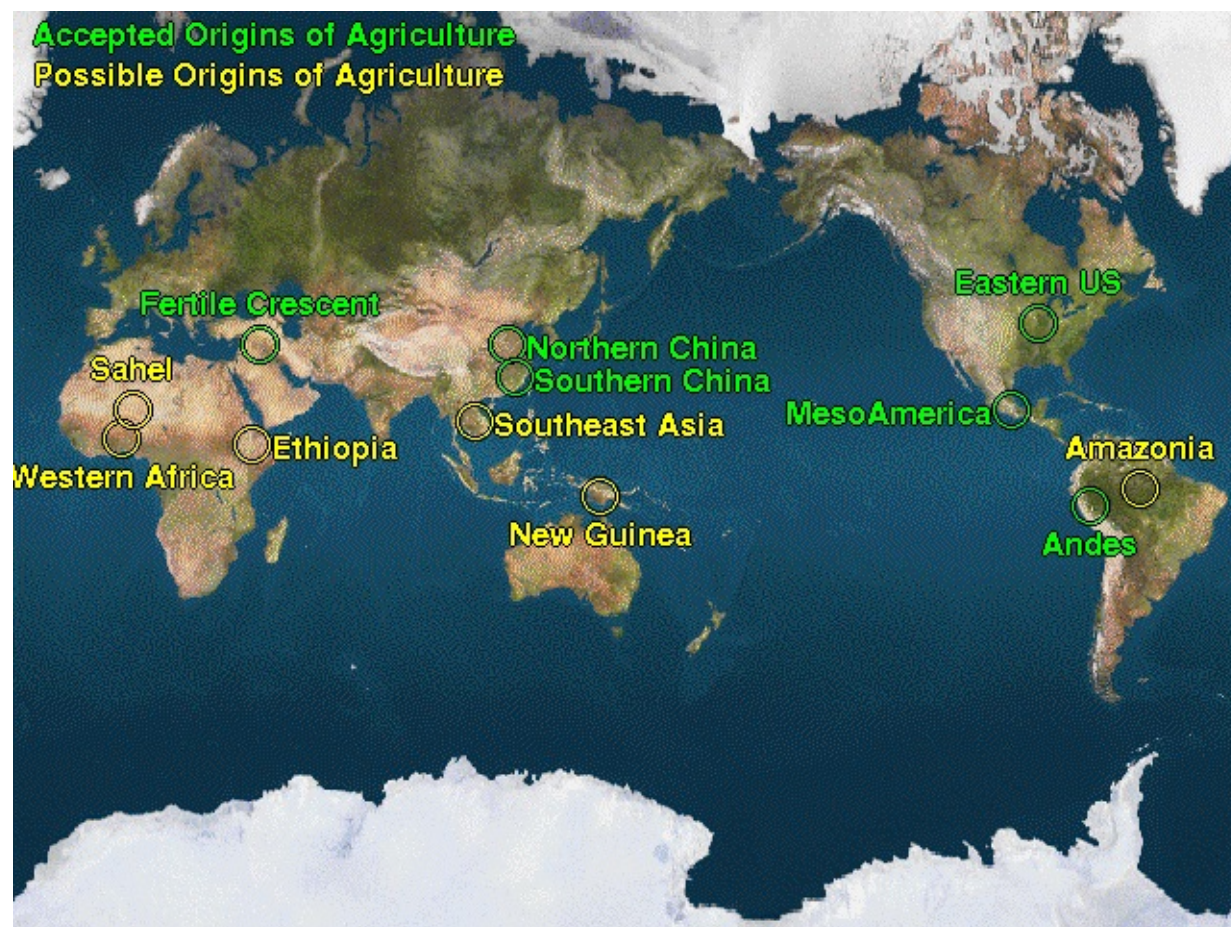 Accepted Origins of Agriculture
Possible Origins of Agriculture
Eastern US
Fertile Crescent
Northern China
Sahel
Southern China
MesoAmerica
Southeast Asia
Ethiopia
Amazonia
Western Africa
New Guinea
Andes